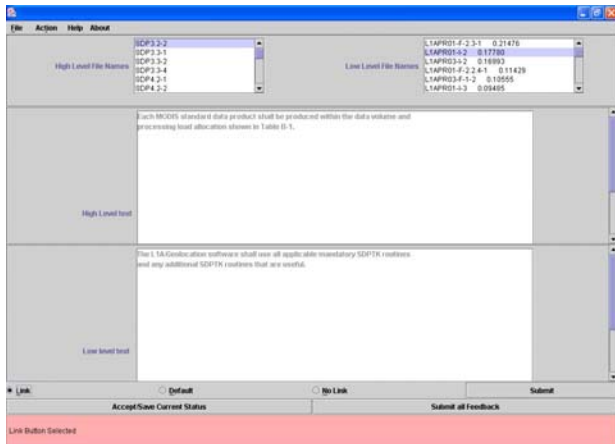 File Action Help About
High Level File Names
SDP3.2-2
SDP3.3-1
SDP3.3-2
SDP3.3-4
SDP4.2-1
SDP4.2-2
Low Level File Names
L1APR01-F-2.3-1 0.21476
L1APR01-I-2 0.17780
L1APR03-I-2 0.16993
L1APR01-F-2.2.4-1 0.11429
L1APR03-F-1-2 0.10555
L1APR01-I-3 0.09485
High Level text
Each MODIS standard data product shall be produced within the data volume and
processing load allocation shown in Table B-1.
Low level text
The L1A/Geolocation software shall use all applicable mandatory SDPTK routines
and any additional SDPTK routines that are useful.
Link Default No Link Submit
Accept/Save Current Status Submit all Feedback
Link Button Selected